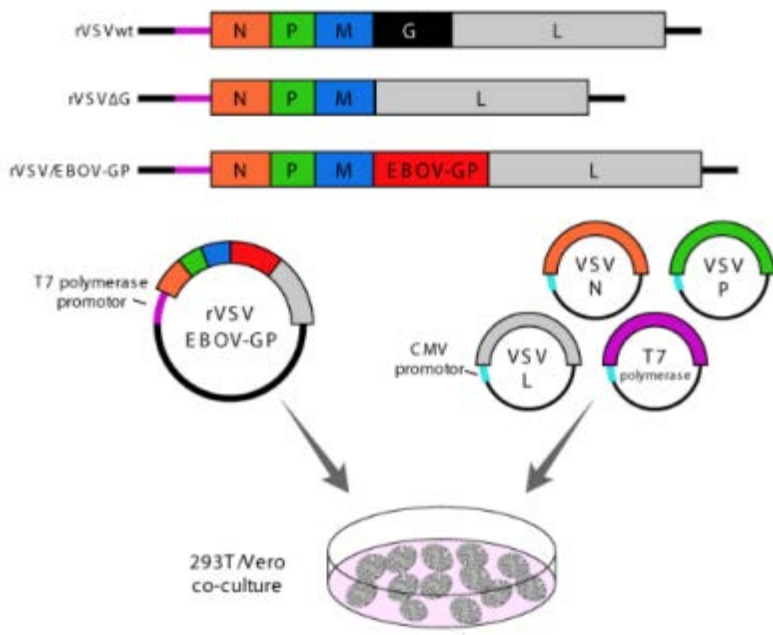 rVSVwt N P M G L
rVSVΔG N P M L
rVSV/EBOV-GP N P M EBOV-GP L
T7 polymerase
promotor
rVSV
EBOV-GP
VSV
N
VSV
P
CMV
promotor
VSV
L
T7
polymerase
293T/Vero
co-culture